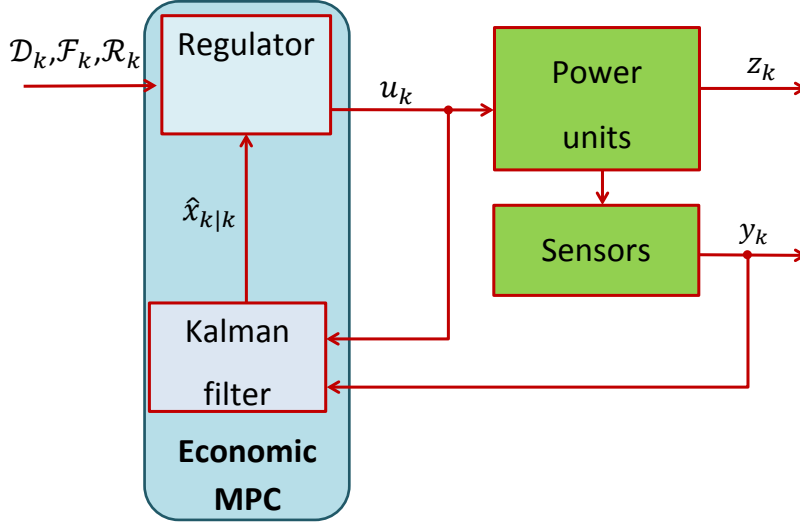 𝒟ₖ,ℱₖ,ℛₖ
Regulator
uₖ
Power
units
zₖ
x̂ₖ|ₖ
Sensors
yₖ
Kalman
filter
Economic
MPC